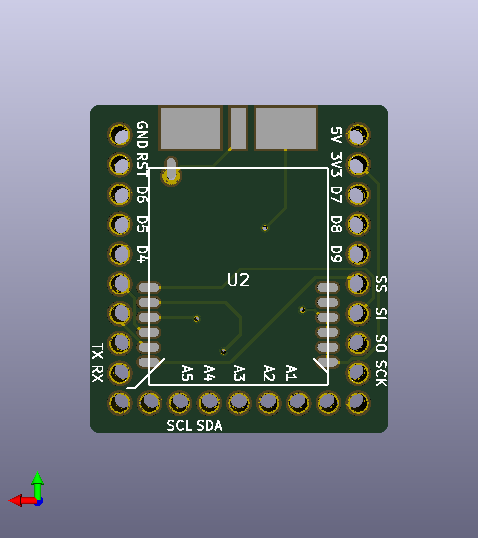 GND
RST
D6
D5
D4
TX
RX
5V
3V3
D7
D8
D9
SS
SI
SO
SCK
U2
A5
A4
A3
A2
A1
SCL SDA